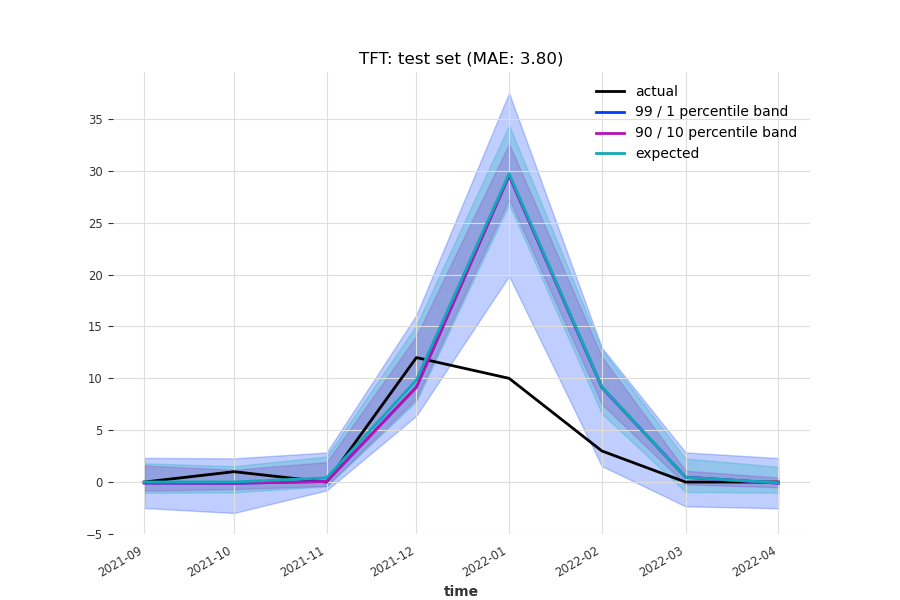 TFT: test set (MAE: 3.80)
actual
99 / 1 percentile band
90 / 10 percentile band
expected
35
30
25
20
15
10
5
0
−5
2021-09
2021-10
2021-11
2021-12
2022-01
2022-02
2022-03
2022-04
time